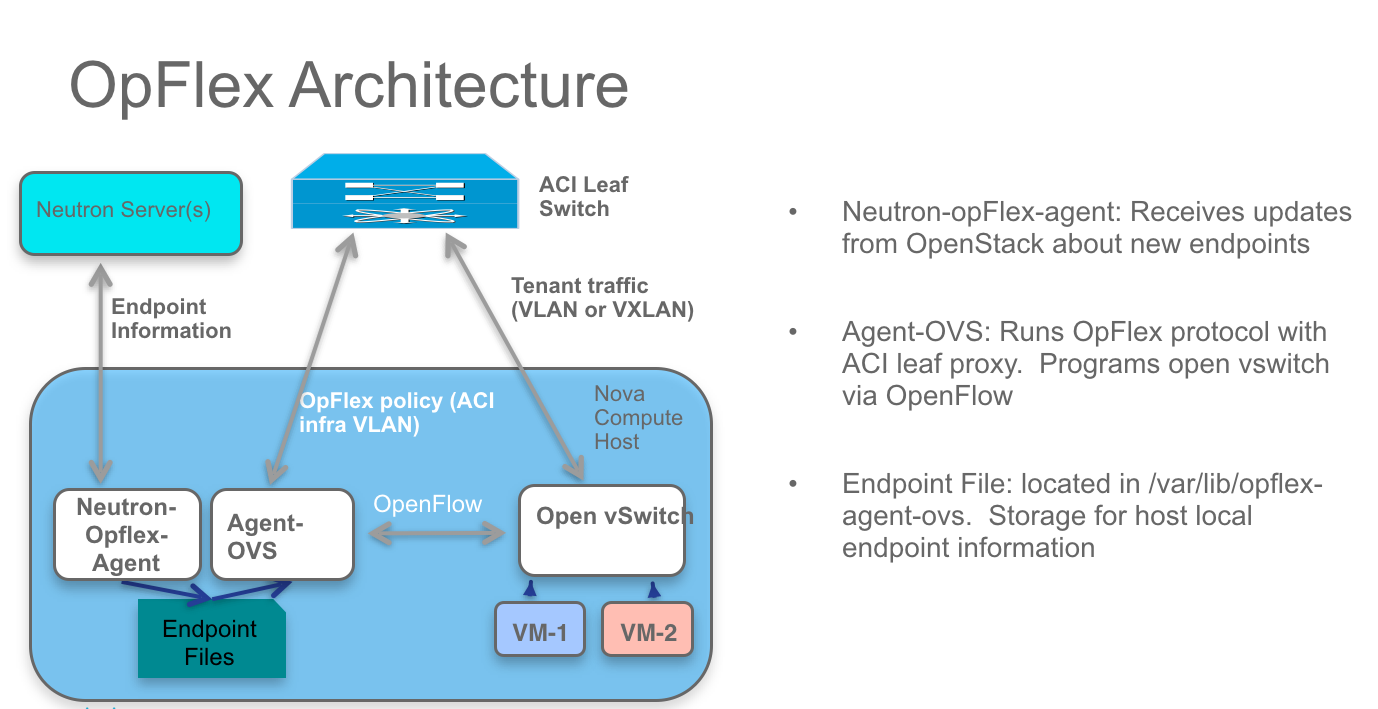 OpFlex Architecture
Neutron Server(s)
ACI Leaf
Switch
Endpoint
Information
Tenant traffic
(VLAN or VXLAN)
OpFlex policy (ACI
infra VLAN)
Nova
Compute
Host
Neutron-
Opflex-
Agent
Agent-
OVS
OpenFlow
Open vSwitch
Endpoint
Files
VM-1
VM-2
• Neutron-opFlex-agent: Receives updates
from OpenStack about new endpoints
• Agent-OVS: Runs OpFlex protocol with
ACI leaf proxy.  Programs open vswitch
via OpenFlow
• Endpoint File: located in /var/lib/opflex-
agent-ovs.  Storage for host local
endpoint information